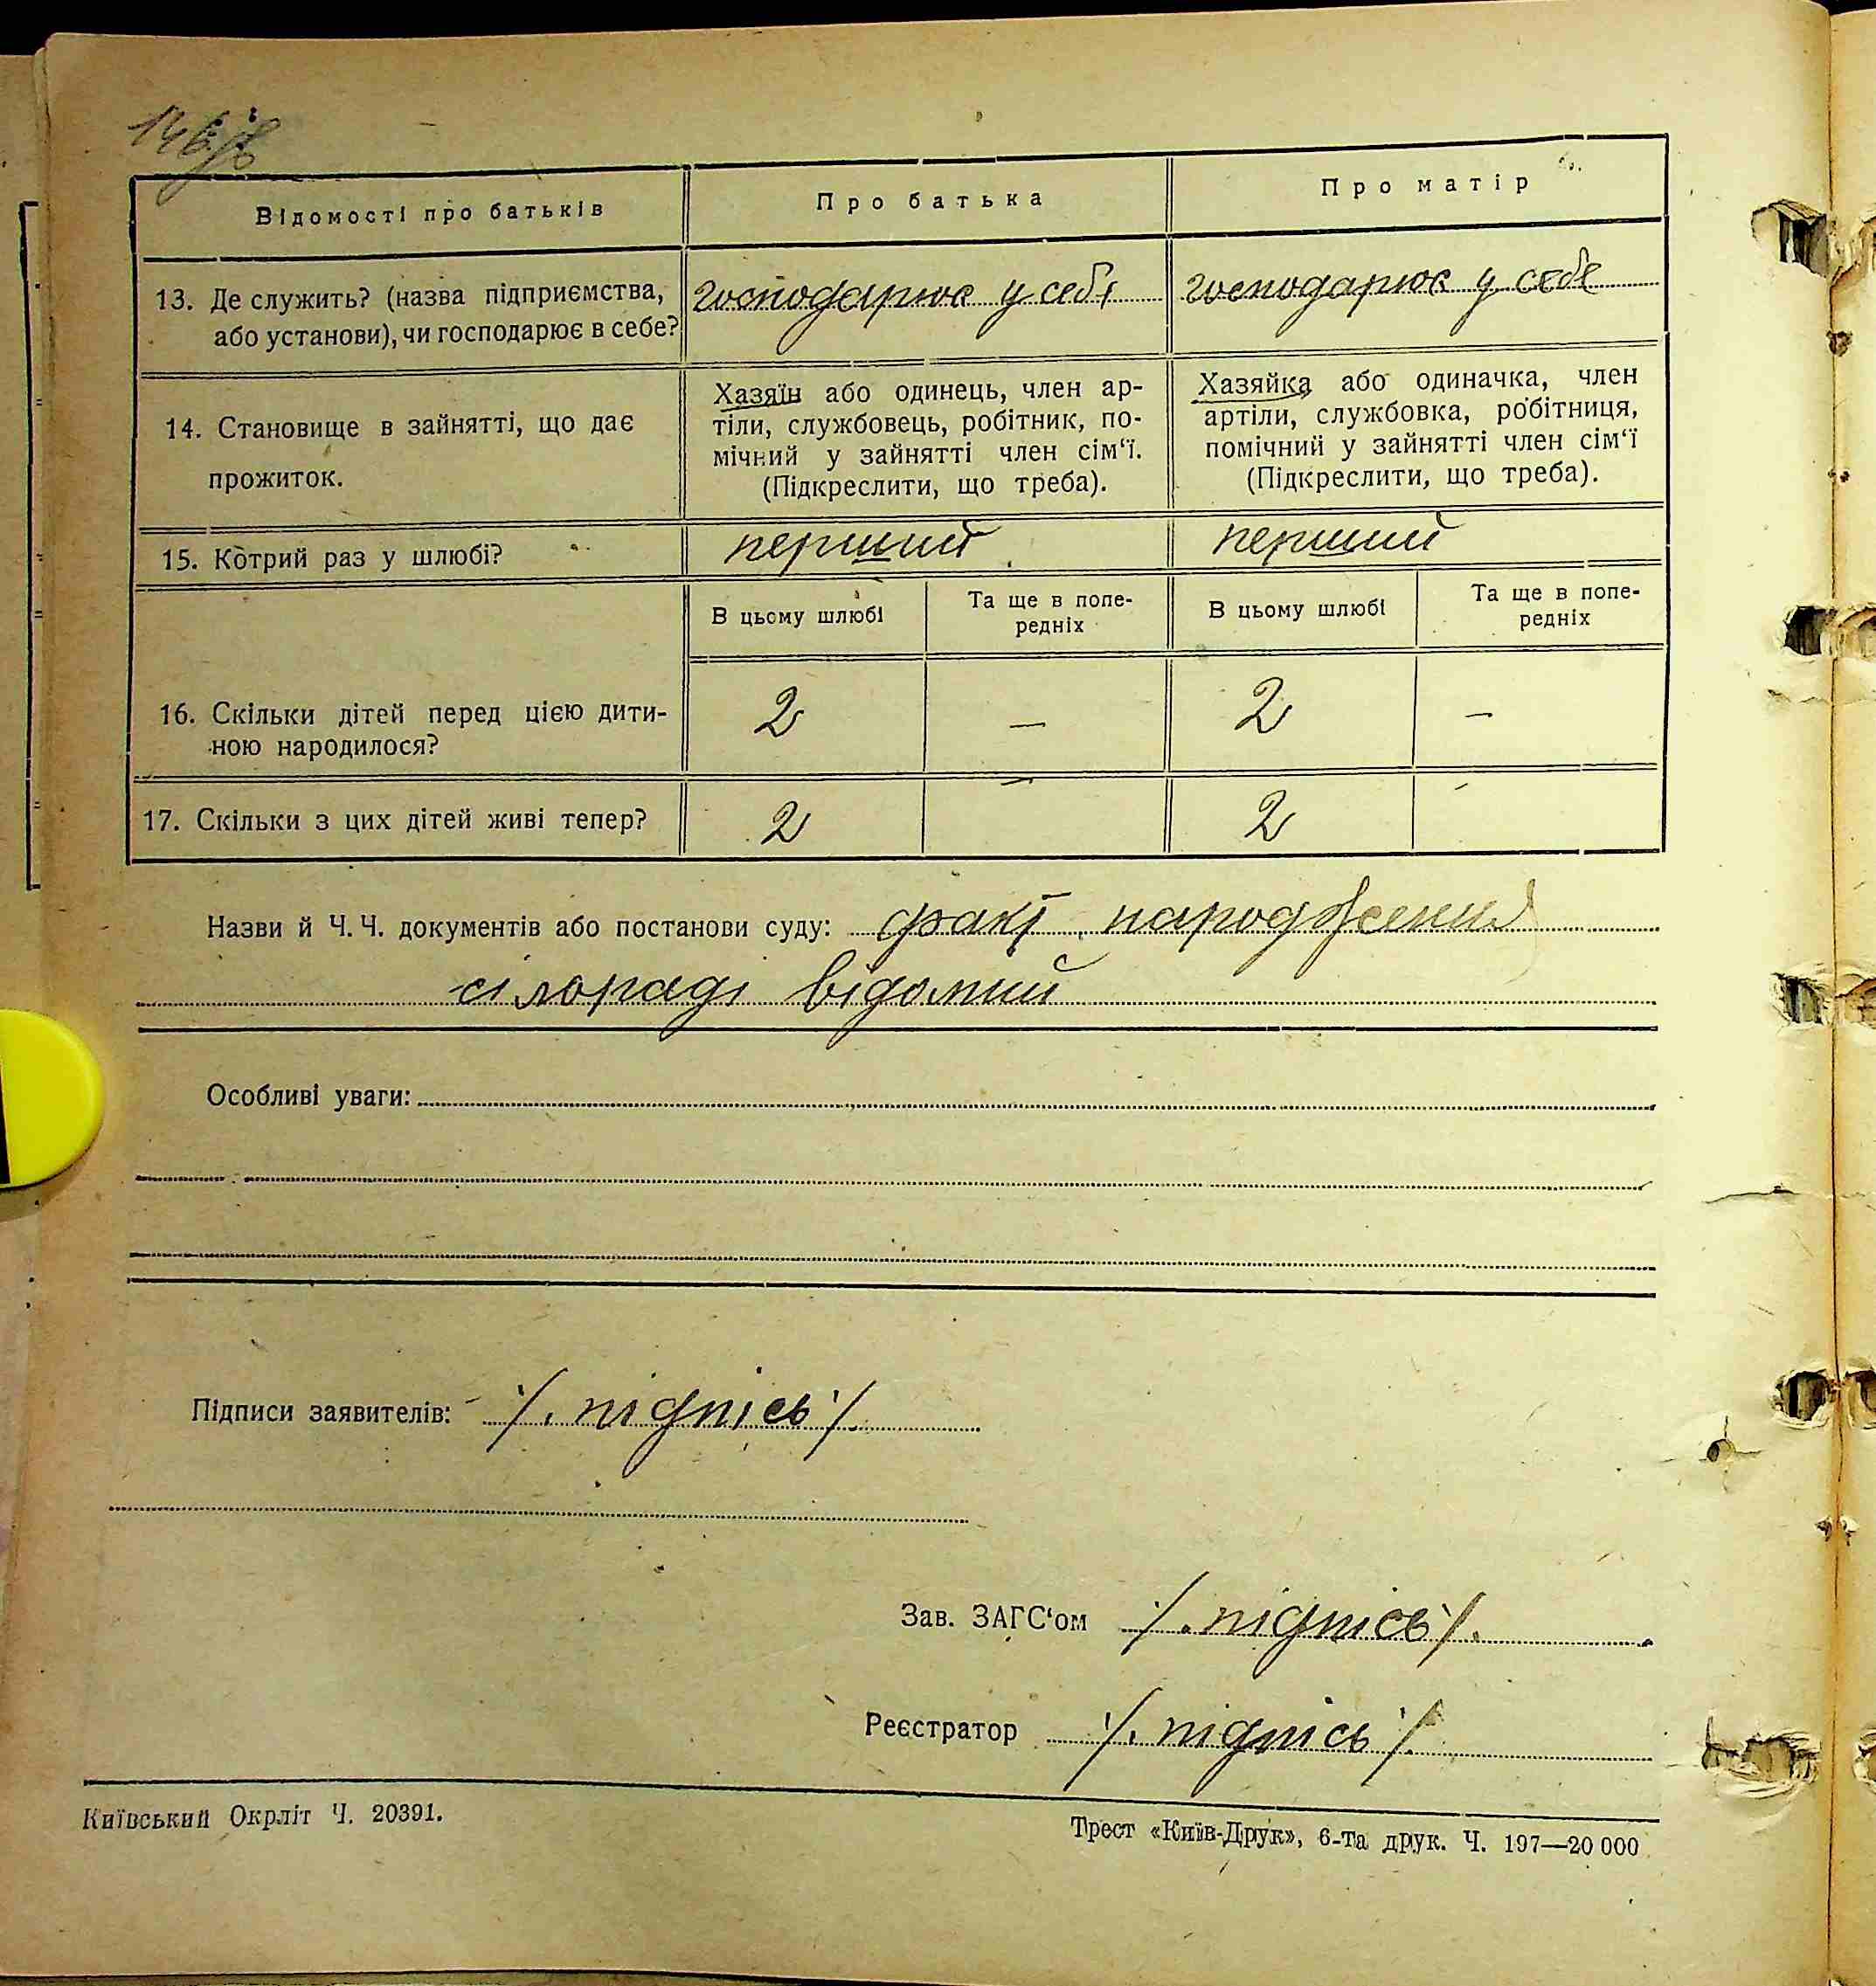 146
Відомості про батьків
Про батька
Про матір
13. Де служить? (назва підприємства,
або установи), чи господарює в себе?
господарює у себі
господарює у себе
14. Становище в зайнятті, що дає
прожиток.
Хазяїн або одинець, член ар-
тіли, службовець, робітник, по-
мічний у зайнятті член сім‘ї.
(Підкреслити, що треба).
Хазяйка або одиначка, член
артіли, службовка, робітниця,
помічний у зайнятті член сім‘ї
(Підкреслити, що треба).
15. Котрий раз у шлюбі?
перший
перший
В цьому шлюбі
Та ще в попе-
редніх
В цьому шлюбі
Та ще в попе-
редніх
16. Скільки дітей перед цією дити-
ною народилося?
2
—
2
—
17. Скільки з цих дітей живі тепер?
2
—
2
—
Назви й Ч. Ч. документів або постанови суду: факт народження
сілораді відомий
Особливі уваги:
Підписи заявителів: /підпісь/.
Зав. ЗАГС‘ом /підпісь/.
Реєстратор /підпісь/.
Київський Окрліт Ч. 20391.
Трест «Київ-Друк», 6-та друк. Ч. 197—20 000